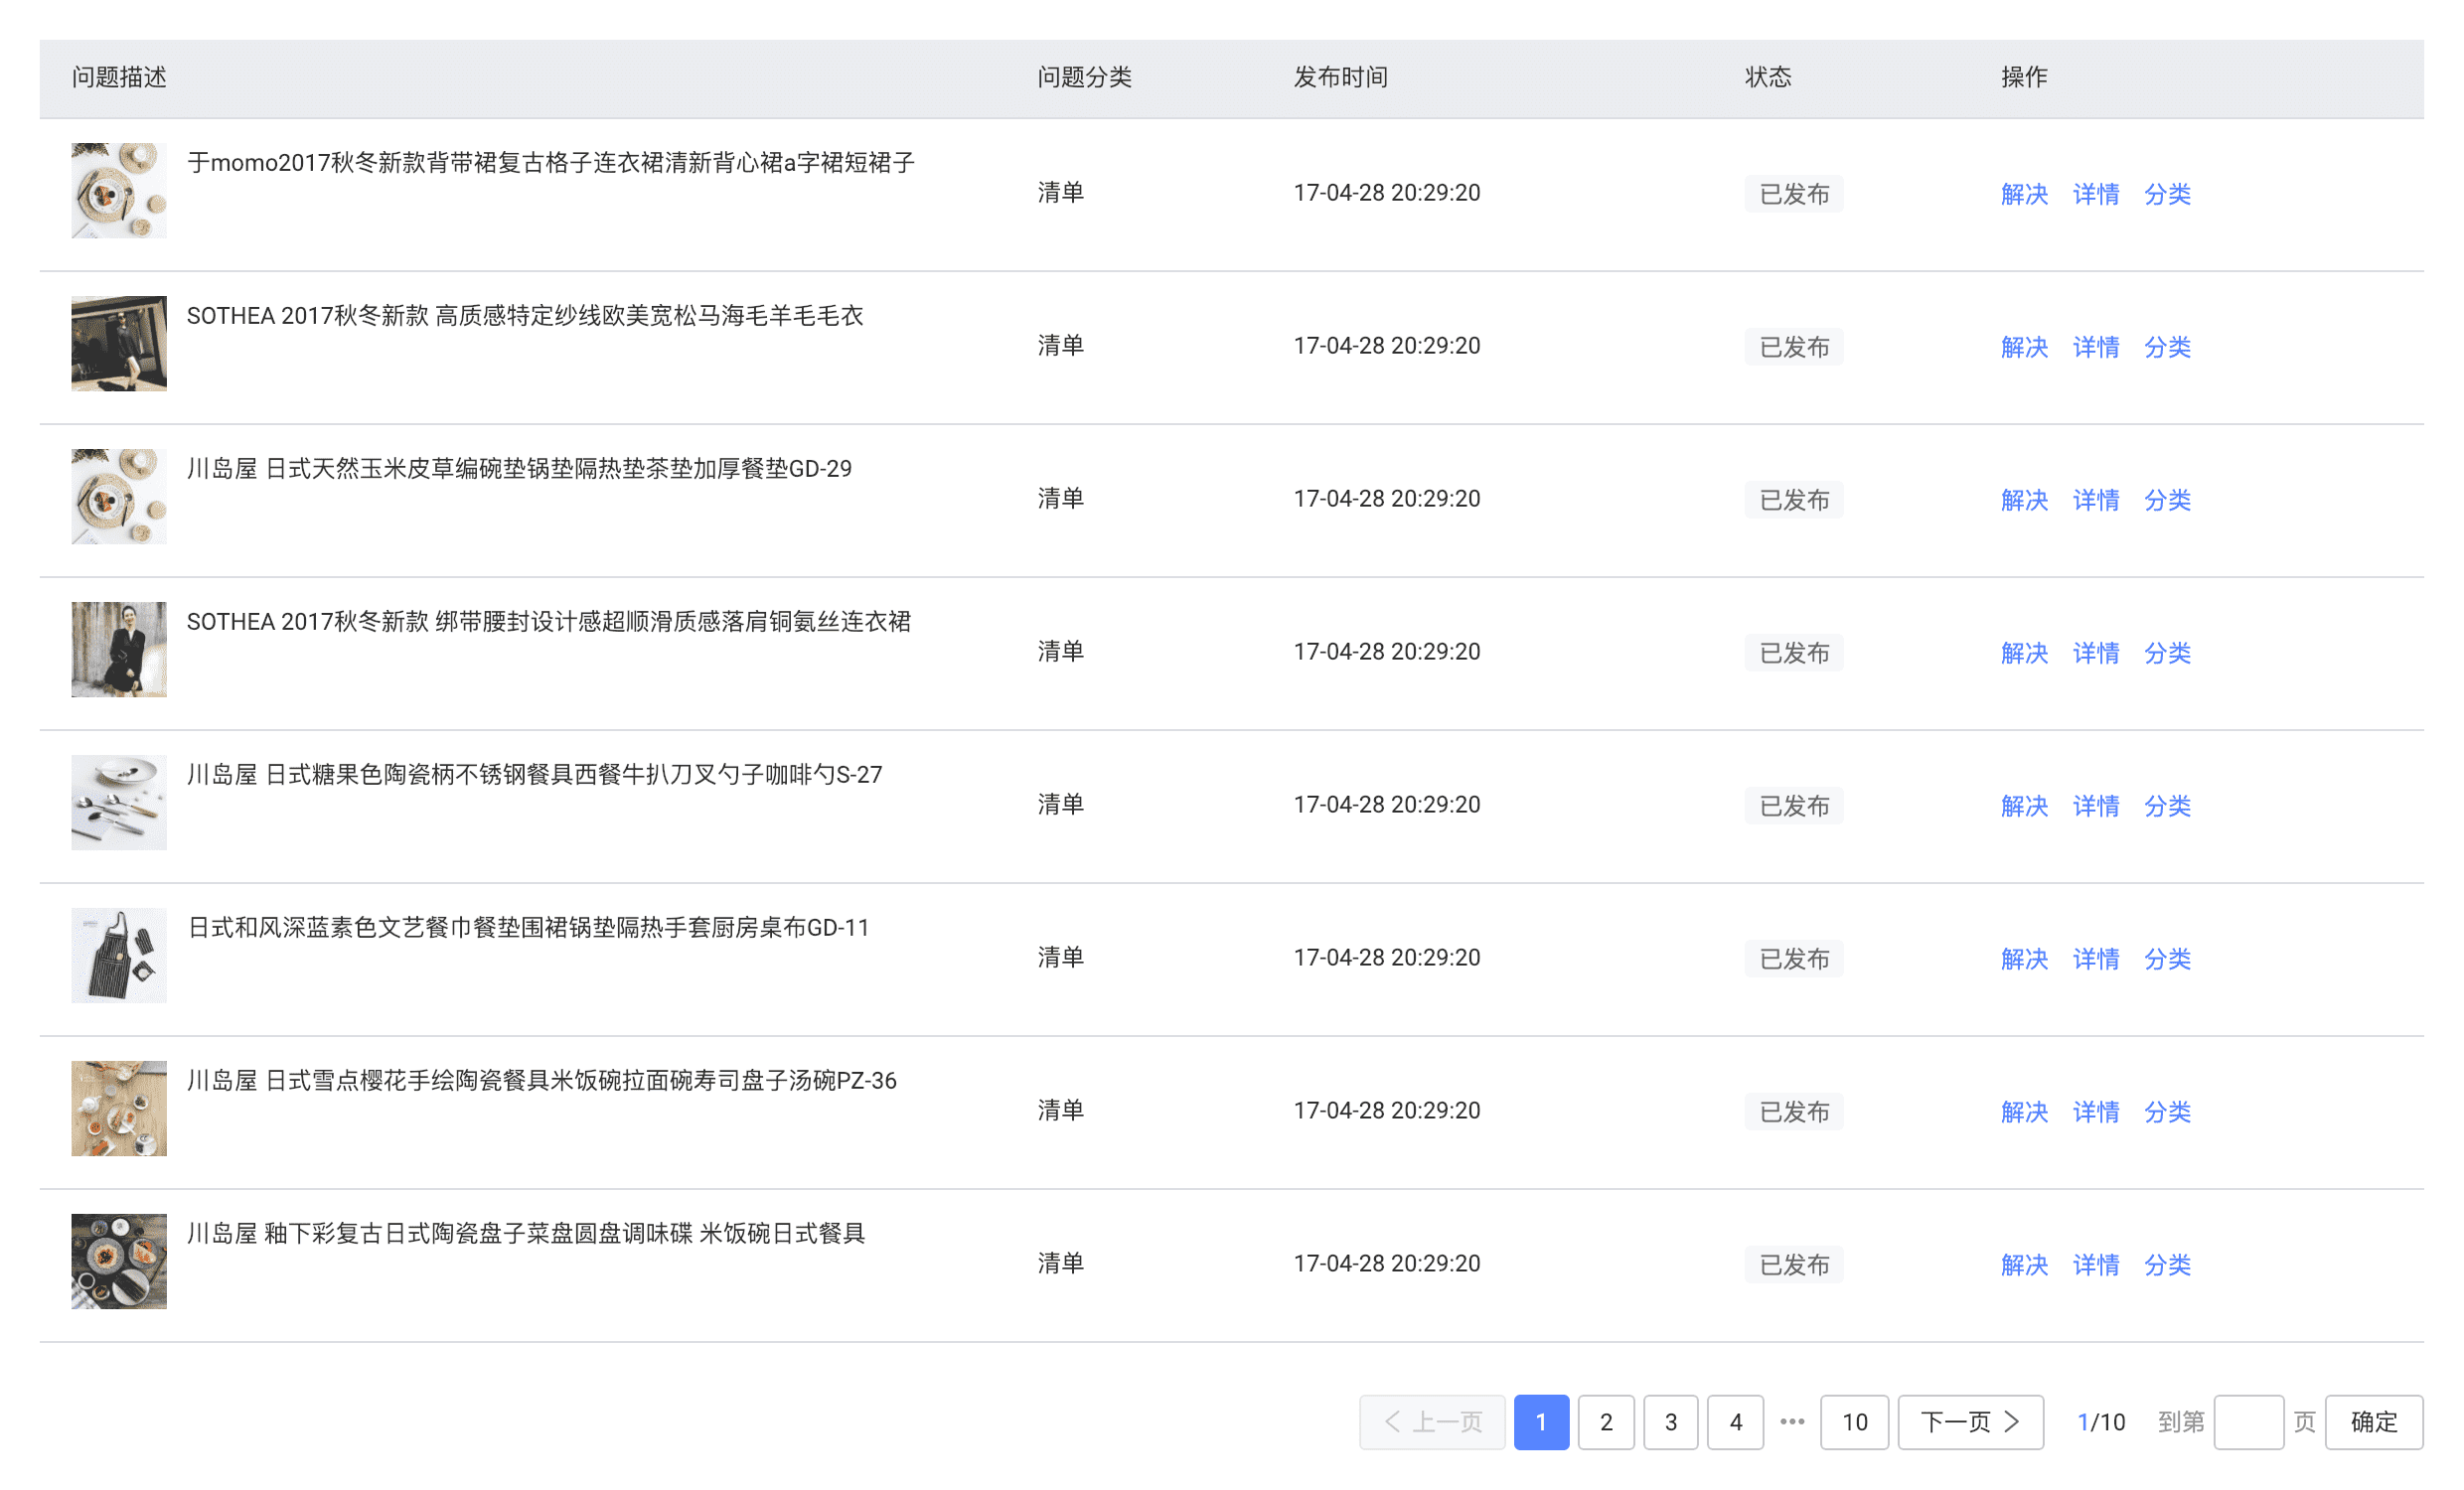 问题描述 问题分类 发布时间 状态 操作
于momo2017秋冬新款背带裙复古格子连衣裙清新背心裙a字裙短裙子 清单 17-04-28 20:29:20 已发布 解决 详情 分类
SOTHEA 2017秋冬新款 高质感特定纱线欧美宽松马海毛羊毛毛衣 清单 17-04-28 20:29:20 已发布 解决 详情 分类
川岛屋 日式天然玉米皮草编碗垫锅垫隔热垫茶垫加厚餐垫GD-29 清单 17-04-28 20:29:20 已发布 解决 详情 分类
SOTHEA 2017秋冬新款 绑带腰封设计感超顺滑质感落肩铜氨丝连衣裙 清单 17-04-28 20:29:20 已发布 解决 详情 分类
川岛屋 日式糖果色陶瓷柄不锈钢餐具西餐牛扒刀叉勺子咖啡勺S-27 清单 17-04-28 20:29:20 已发布 解决 详情 分类
日式和风深蓝素色文艺餐巾餐垫围裙锅垫隔热手套厨房桌布GD-11 清单 17-04-28 20:29:20 已发布 解决 详情 分类
川岛屋 日式雪点樱花手绘陶瓷餐具米饭碗拉面碗寿司盘子汤碗PZ-36 清单 17-04-28 20:29:20 已发布 解决 详情 分类
川岛屋 釉下彩复古日式陶瓷盘子菜盘圆盘调味碟 米饭碗日式餐具 清单 17-04-28 20:29:20 已发布 解决 详情 分类
上一页 1 2 3 4 ••• 10 下一页 1/10 到第 页 确定